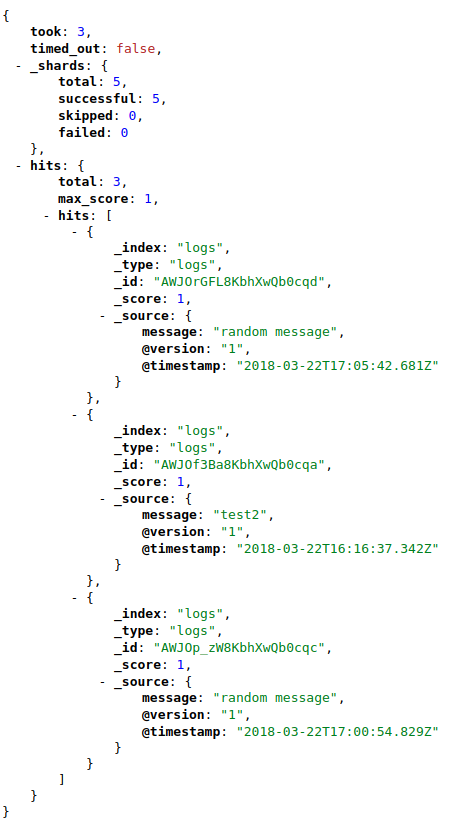 {
took: 3,
timed_out: false,
- _shards: {
total: 5,
successful: 5,
skipped: 0,
failed: 0
},
- hits: {
total: 3,
max_score: 1,
- hits: [
- {
_index: "logs",
_type: "logs",
_id: "AWJOrGFL8KbhXwQb0cqd",
_score: 1,
- _source: {
message: "random message",
@version: "1",
@timestamp: "2018-03-22T17:05:42.681Z"
}
},
- {
_index: "logs",
_type: "logs",
_id: "AWJOf3Ba8KbhXwQb0cqa",
_score: 1,
- _source: {
message: "test2",
@version: "1",
@timestamp: "2018-03-22T16:16:37.342Z"
}
},
- {
_index: "logs",
_type: "logs",
_id: "AWJOp_zW8KbhXwQb0cqc",
_score: 1,
- _source: {
message: "random message",
@version: "1",
@timestamp: "2018-03-22T17:00:54.829Z"
}
}
]
}
}